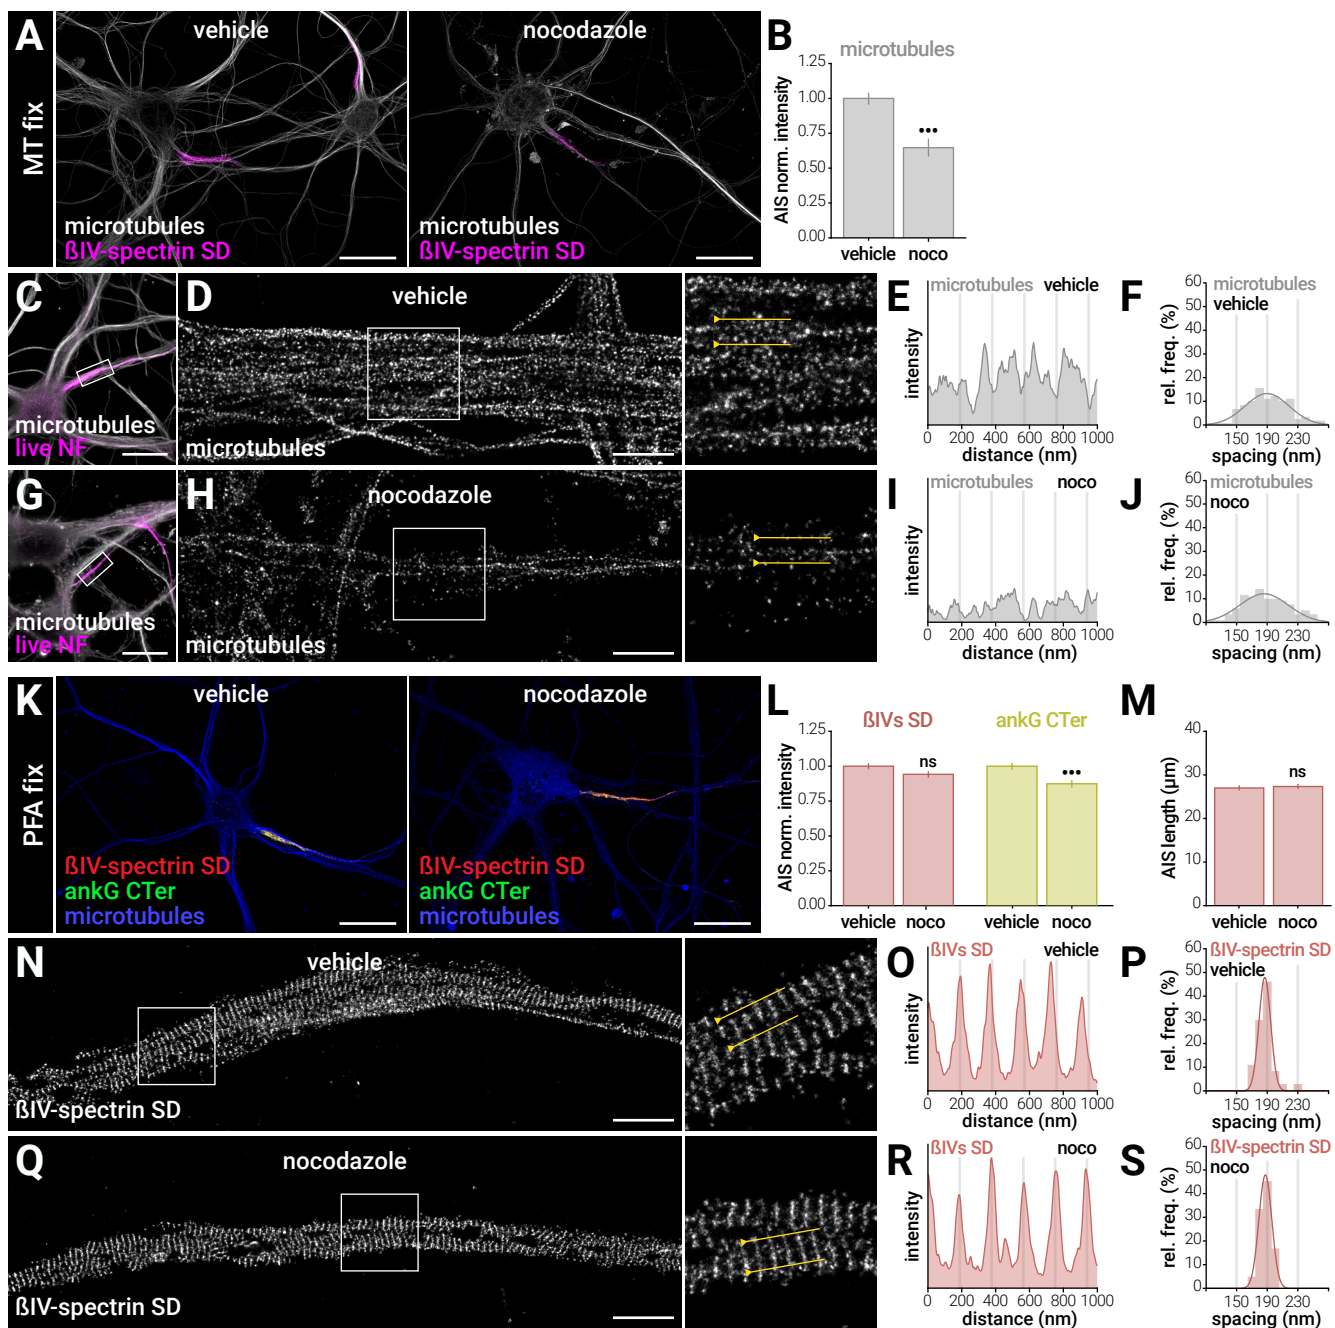 A
vehicle
nocodazole
MT fix
microtubules
ßIV-spectrin SD
microtubules
ßIV-spectrin SD
B
microtubules
AIS norm. intensity
1.25
1.00
0.75
0.50
0.25
0.00
•••
vehicle
noco
C
microtubules
live NF
D
vehicle
microtubules
E
microtubules
vehicle
intensity
0 200 400 600 800 1000
distance (nm)
F
microtubules
vehicle
rel. freq. (%)
60
50
40
30
20
10
0
150 190 230
spacing (nm)
G
microtubules
live NF
H
nocodazole
microtubules
I
microtubules
noco
intensity
0 200 400 600 800 1000
distance (nm)
J
microtubules
noco
rel. freq. (%)
60
50
40
30
20
10
0
150 190 230
spacing (nm)
K
vehicle
nocodazole
PFA fix
ßIV-spectrin SD
ankG CTer
microtubules
ßIV-spectrin SD
ankG CTer
microtubules
L
ßIVs SD
ankG CTer
AIS norm. intensity
1.25
1.00
0.75
0.50
0.25
0.00
ns
•••
vehicle noco
vehicle noco
M
AIS length (µm)
40
30
20
10
0
ns
vehicle noco
N
vehicle
ßIV-spectrin SD
O
ßIVs SD
vehicle
intensity
0 200 400 600 800 1000
distance (nm)
P
ßIV-spectrin SD
vehicle
rel. freq. (%)
60
50
40
30
20
10
0
150 190 230
spacing (nm)
Q
nocodazole
ßIV-spectrin SD
R
ßIVs SD
noco
intensity
0 200 400 600 800 1000
distance (nm)
S
ßIV-spectrin SD
noco
rel. freq. (%)
60
50
40
30
20
10
0
150 190 230
spacing (nm)